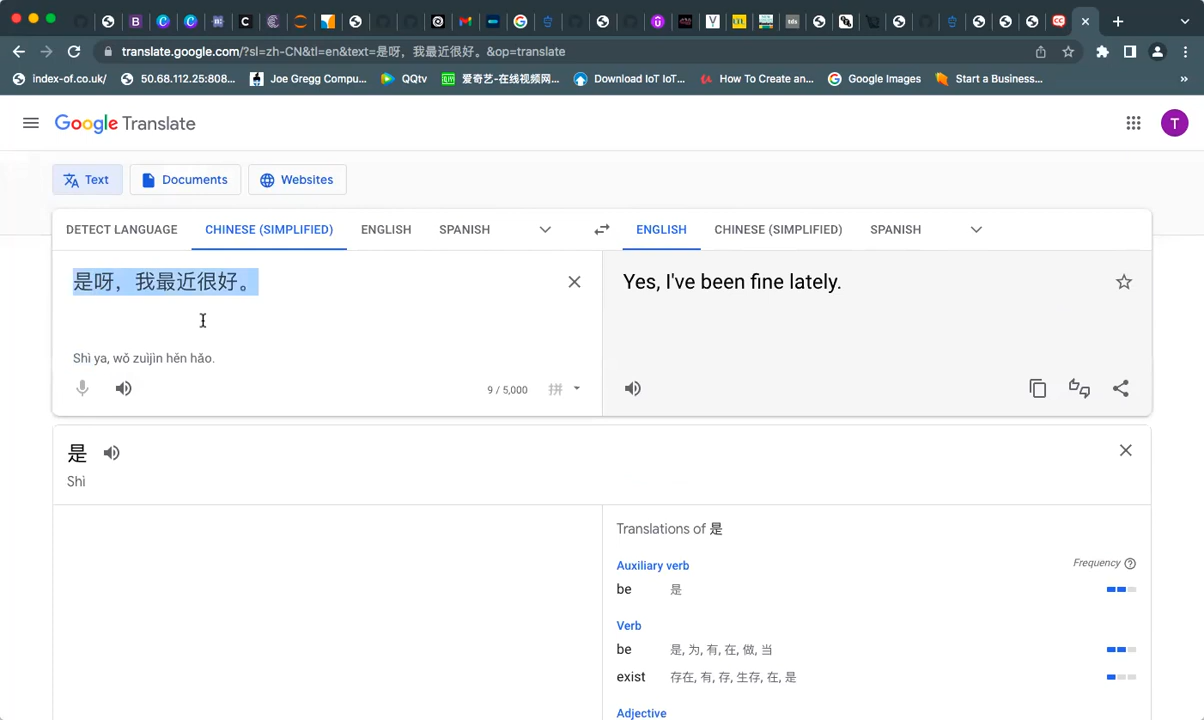 translate.google.com/?sl=zh-CN&tl=en&text=是呀，我最近很好。&op=translate
index-of.co.uk/ 50.68.112.25:808... Joe Gregg Compu... QQtv 爱奇艺-在线视频网... Download IoT IoT... How To Create an... Google Images Start a Business... »
Google Translate
T
Text Documents Websites
DETECT LANGUAGE CHINESE (SIMPLIFIED) ENGLISH SPANISH ENGLISH CHINESE (SIMPLIFIED) SPANISH
是呀，我最近很好。
Yes, I've been fine lately.
Shì ya, wǒ zuìjìn hěn hǎo.
9 / 5,000 拼
是
Shì
Translations of 是
Auxiliary verb Frequency
be 是
Verb
be 是, 为, 有, 在, 做, 当
exist 存在, 有, 存, 生存, 在, 是
Adjective